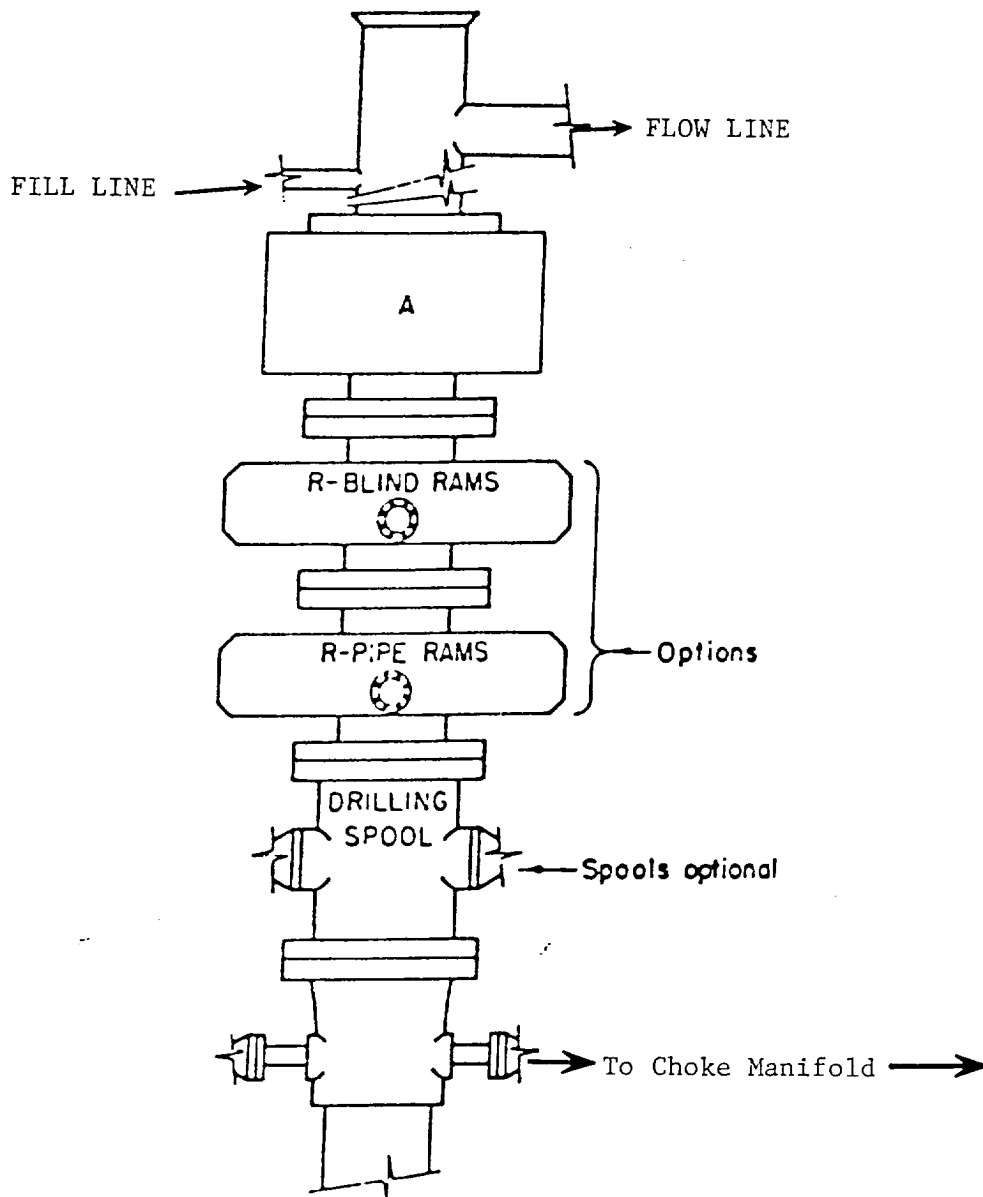 FLOW LINE
FILL LINE
A
R-BLIND RAMS
R-PIPE RAMS
Options
DRILLING
SPOOL
Spools optional
To Choke Manifold